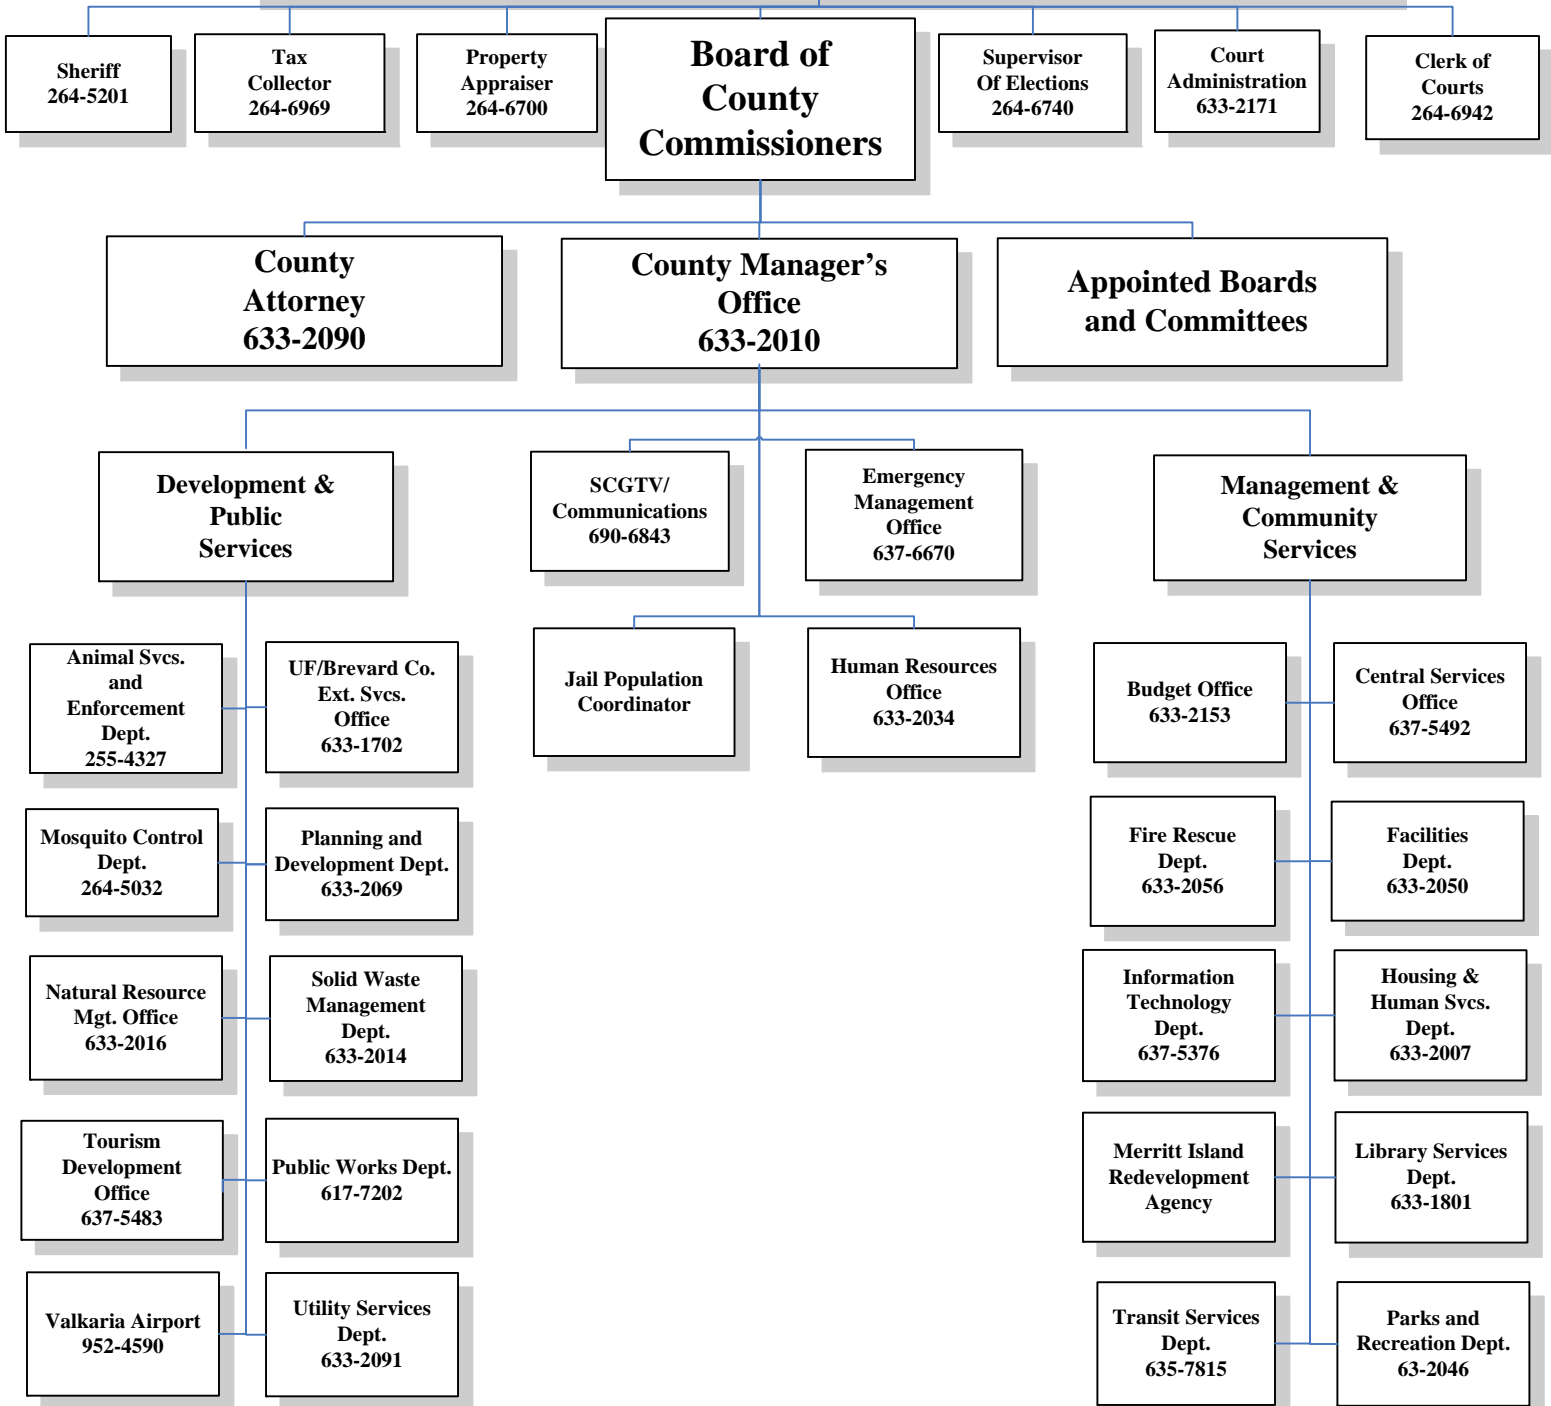 Sheriff
264-5201
Tax
Collector
264-6969
Property
Appraiser
264-6700
Board of
County
Commissioners
Supervisor
Of Elections
264-6740
Court
Administration
633-2171
Clerk of
Courts
264-6942
County
Attorney
633-2090
County Manager’s
Office
633-2010
Appointed Boards
and Committees
Development &
Public
Services
SCGTV/
Communications
690-6843
Emergency
Management
Office
637-6670
Management &
Community
Services
Animal Svcs.
and
Enforcement
Dept.
255-4327
UF/Brevard Co.
Ext. Svcs.
Office
633-1702
Jail Population
Coordinator
Human Resources
Office
633-2034
Budget Office
633-2153
Central Services
Office
637-5492
Mosquito Control
Dept.
264-5032
Planning and
Development Dept.
633-2069
Fire Rescue
Dept.
633-2056
Facilities
Dept.
633-2050
Natural Resource
Mgt. Office
633-2016
Solid Waste
Management
Dept.
633-2014
Information
Technology
Dept.
637-5376
Housing &
Human Svcs.
Dept.
633-2007
Tourism
Development
Office
637-5483
Public Works Dept.
617-7202
Merritt Island
Redevelopment
Agency
Library Services
Dept.
633-1801
Valkaria Airport
952-4590
Utility Services
Dept.
633-2091
Transit Services
Dept.
635-7815
Parks and
Recreation Dept.
63-2046